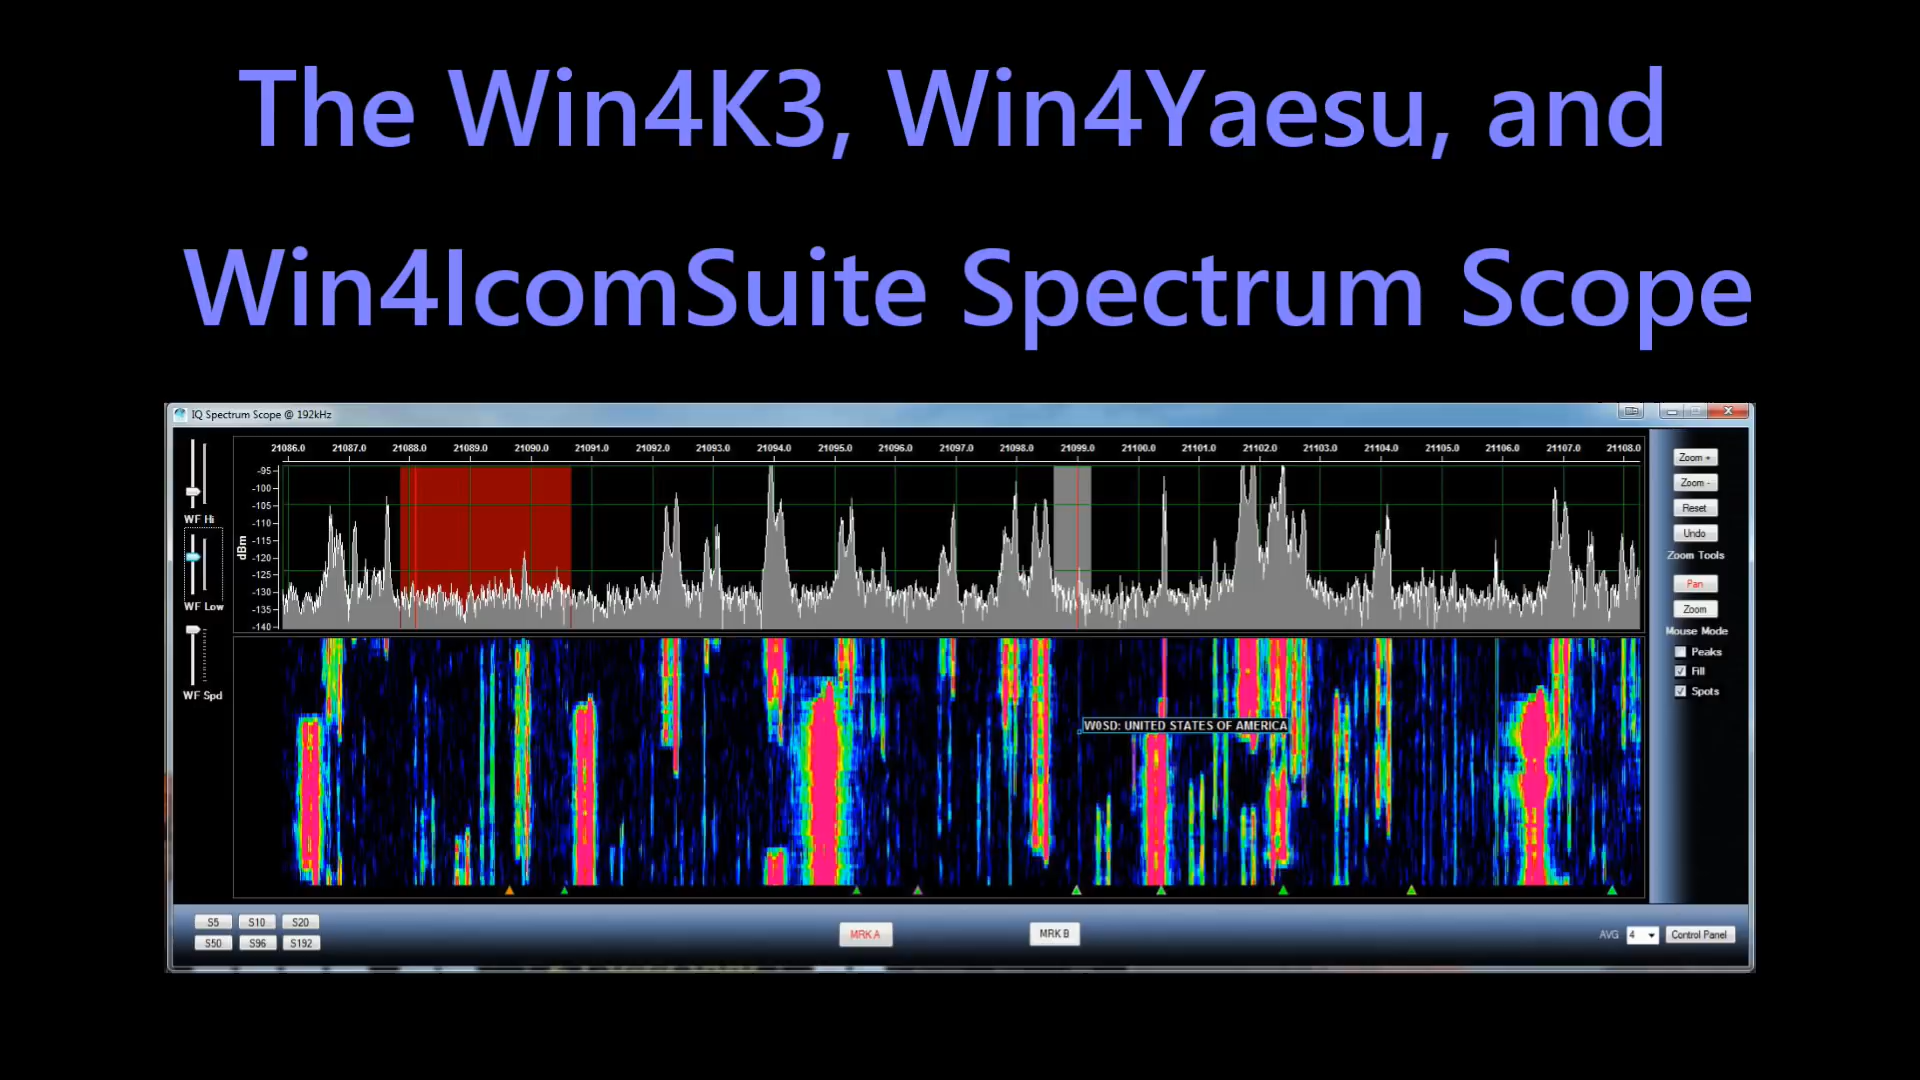 The Win4K3, Win4Yaesu, and
Win4IcomSuite Spectrum Scope
IQ Spectrum Scope @ 192kHz
21086.0 21087.0 21088.0 21089.0 21090.0 21091.0 21092.0 21093.0 21094.0 21095.0 21096.0 21097.0 21098.0 21099.0 21100.0 21101.0 21102.0 21103.0 21104.0 21105.0 21106.0 21107.0 21108.0
-95
-100
-105
-110
-115
-120
-125
-130
-135
-140
dBm
WF Hi
WF Low
WF Spd
Zoom +
Zoom -
Reset
Undo
Zoom Tools
Pan
Zoom
Mouse Mode
Peaks
Fill
Spots
W0SD: UNITED STATES OF AMERICA
S5 S10 S20
S50 S96 S192
MRK A
MRK B
AVG 4
Control Panel